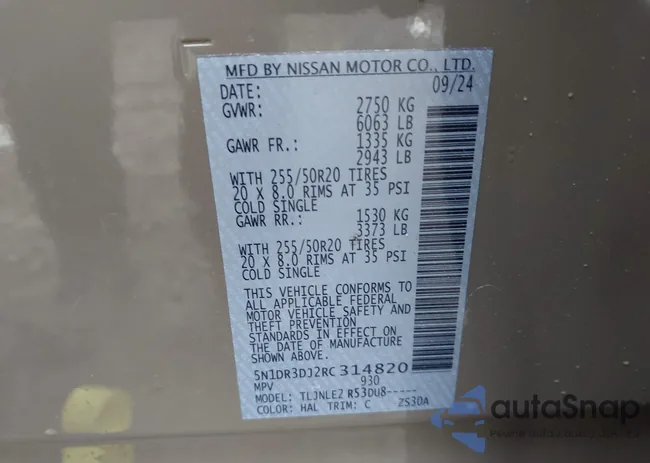 MFD BY NISSAN MOTOR CO., LTD.
DATE: 09/24
GVWR: 2750 KG
6063 LB
GAWR FR.: 1335 KG
2943 LB
WITH 255/50R20 TIRES
20 X 8.0 RIMS AT 35 PSI
COLD SINGLE
GAWR RR.: 1530 KG
3373 LB
WITH 255/50R20 TIRES
20 X 8.0 RIMS AT 35 PSI
COLD SINGLE
THIS VEHICLE CONFORMS TO
ALL APPLICABLE FEDERAL
MOTOR VEHICLE SAFETY AND
THEFT PREVENTION
STANDARDS IN EFFECT ON
THE DATE OF MANUFACTURE
SHOWN ABOVE.
5N1DR3DJ2RC314820
MPV 930
MODEL: TLJNLEZ R53DU8-----
COLOR: HAL TRIM: C 2S30A
autaSnap